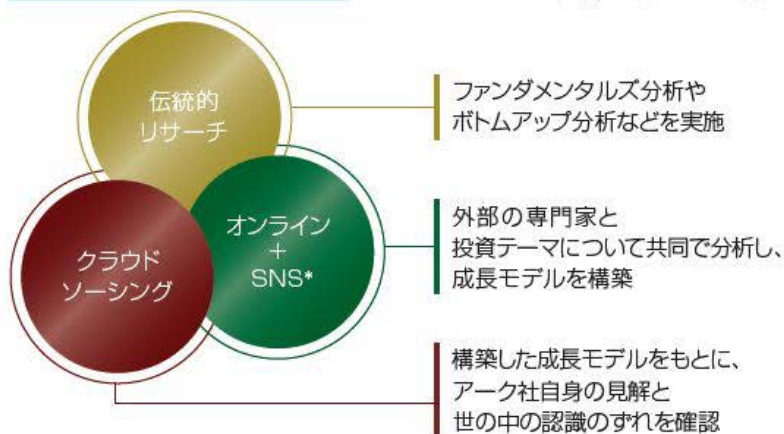 伝統的
リサーチ
ファンダメンタルズ分析や
ボトムアップ分析などを実施
オンライン
+
SNS*
外部の専門家と
投資テーマについて共同で分析し、
成長モデルを構築
クラウド
ソーシング
構築した成長モデルをもとに、
アーク社自身の見解と
世の中の認識のずれを確認